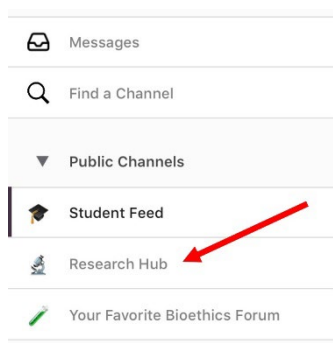 Messages
Find a Channel
Public Channels
Student Feed
Research Hub
Your Favorite Bioethics Forum